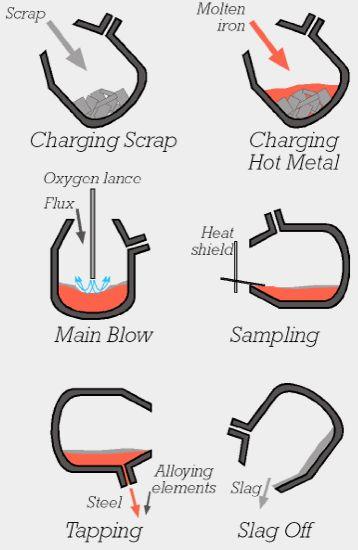 Scrap
Charging Scrap
Molten
iron
Charging
Hot Metal
Oxygen lance
Flux
Main Blow
Heat
shield
Sampling
Steel
Alloying
elements
Tapping
Slag
Slag Off